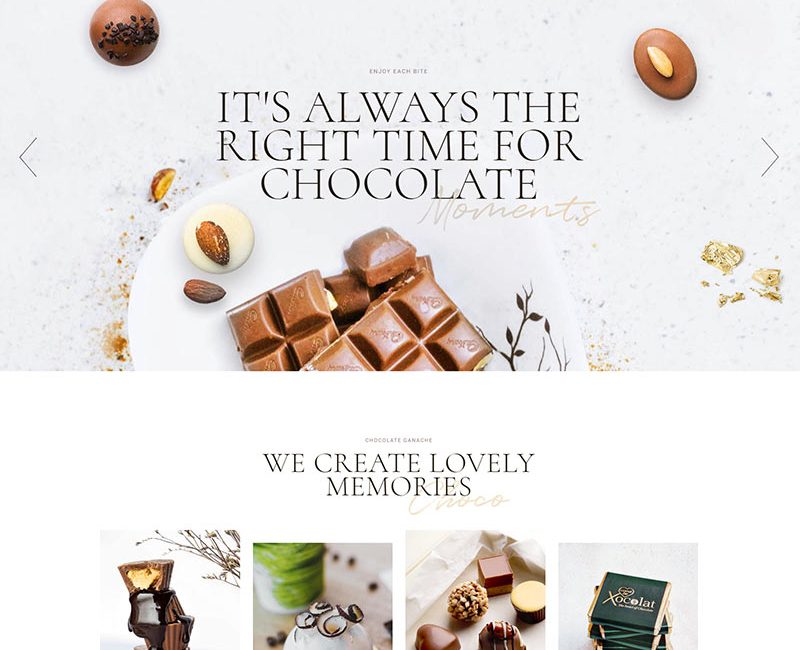 ENJOY EACH BITE
IT'S ALWAYS THE
RIGHT TIME FOR
CHOCOLATE
Moments
CHOCOLATE GANACHE
WE CREATE LOVELY
MEMORIES
Choco
Xocolat